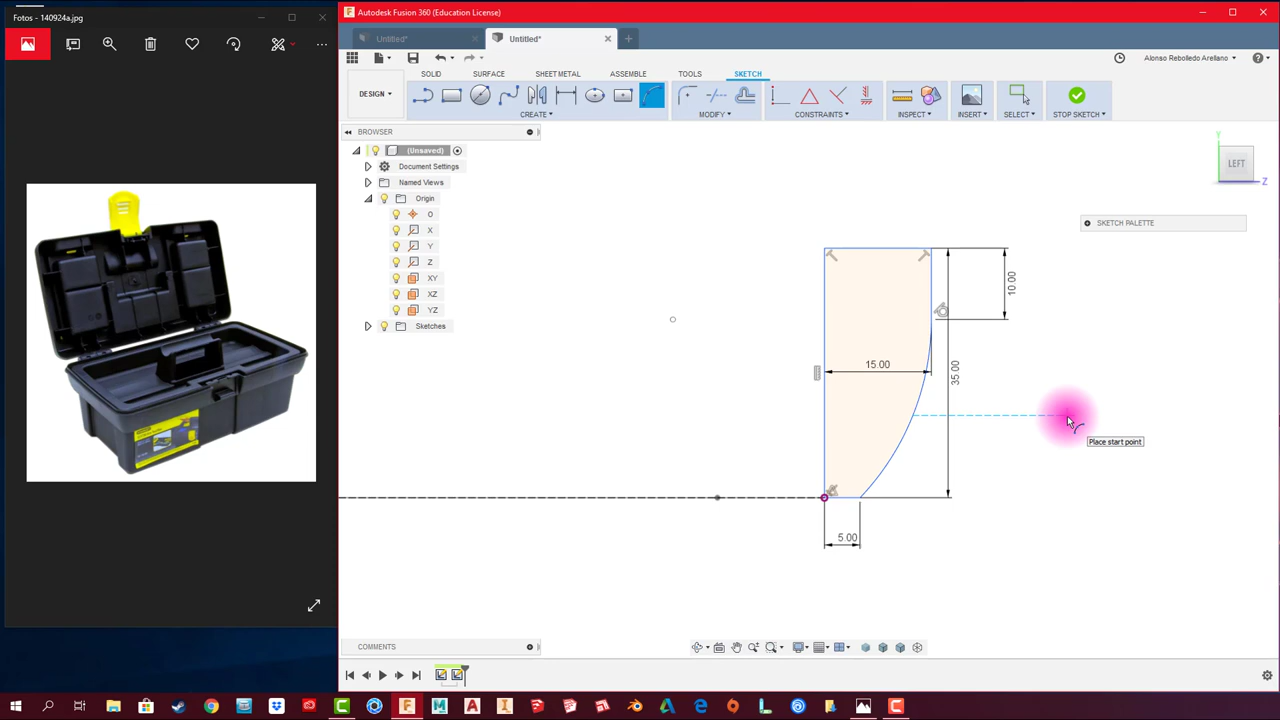 Fotos - 140924a.jpg
Autodesk Fusion 360 (Education License)
Untitled*
Untitled*
Alonso Rebolledo Arellano
SOLID
SURFACE
SHEET METAL
ASSEMBLE
TOOLS
SKETCH
DESIGN
CREATE
MODIFY
CONSTRAINTS
INSPECT
INSERT
SELECT
STOP SKETCH
BROWSER
(Unsaved)
Document Settings
Named Views
Origin
O
X
Y
Z
XY
XZ
YZ
Sketches
Y
LEFT
Z
SKETCH PALETTE
10.00
15.00
35.00
Place start point
5.00
STANLEY
COMMENTS